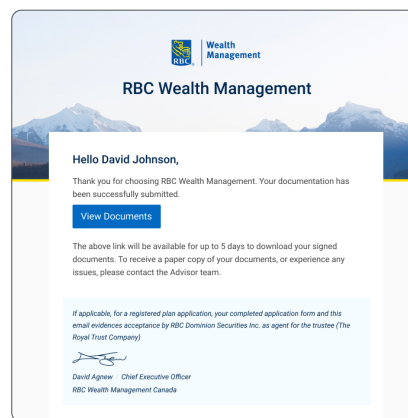 RBC
Wealth
Management
RBC Wealth Management
Hello David Johnson,
Thank you for choosing RBC Wealth Management. Your documentation has
been successfully submitted.
View Documents
The above link will be available for up to 5 days to download your signed
documents. To receive a paper copy of your documents, or experience any
issues, please contact the Advisor team.
If applicable, for a registered plan application, your completed application form and this
email evidences acceptance by RBC Dominion Securities Inc. as agent for the trustee (The
Royal Trust Company)
David Agnew | Chief Executive Officer
RBC Wealth Management Canada